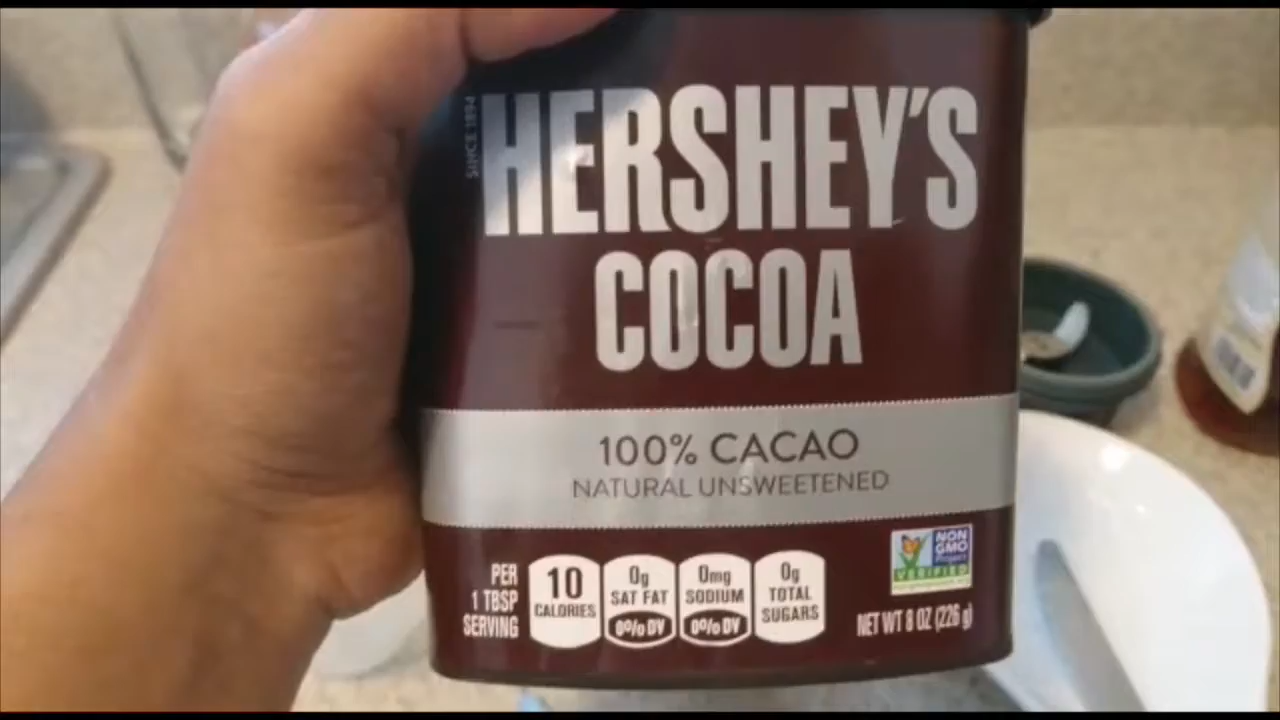 SINCE 1894
HERSHEY'S
COCOA
100% CACAO
NATURAL UNSWEETENED
PER
1 TBSP
SERVING
10
CALORIES
0g
SAT FAT
0% DV
0mg
SODIUM
0% DV
0g
TOTAL
SUGARS
NON
GMO
Project
VERIFIED
NET WT 8 OZ (226 g)